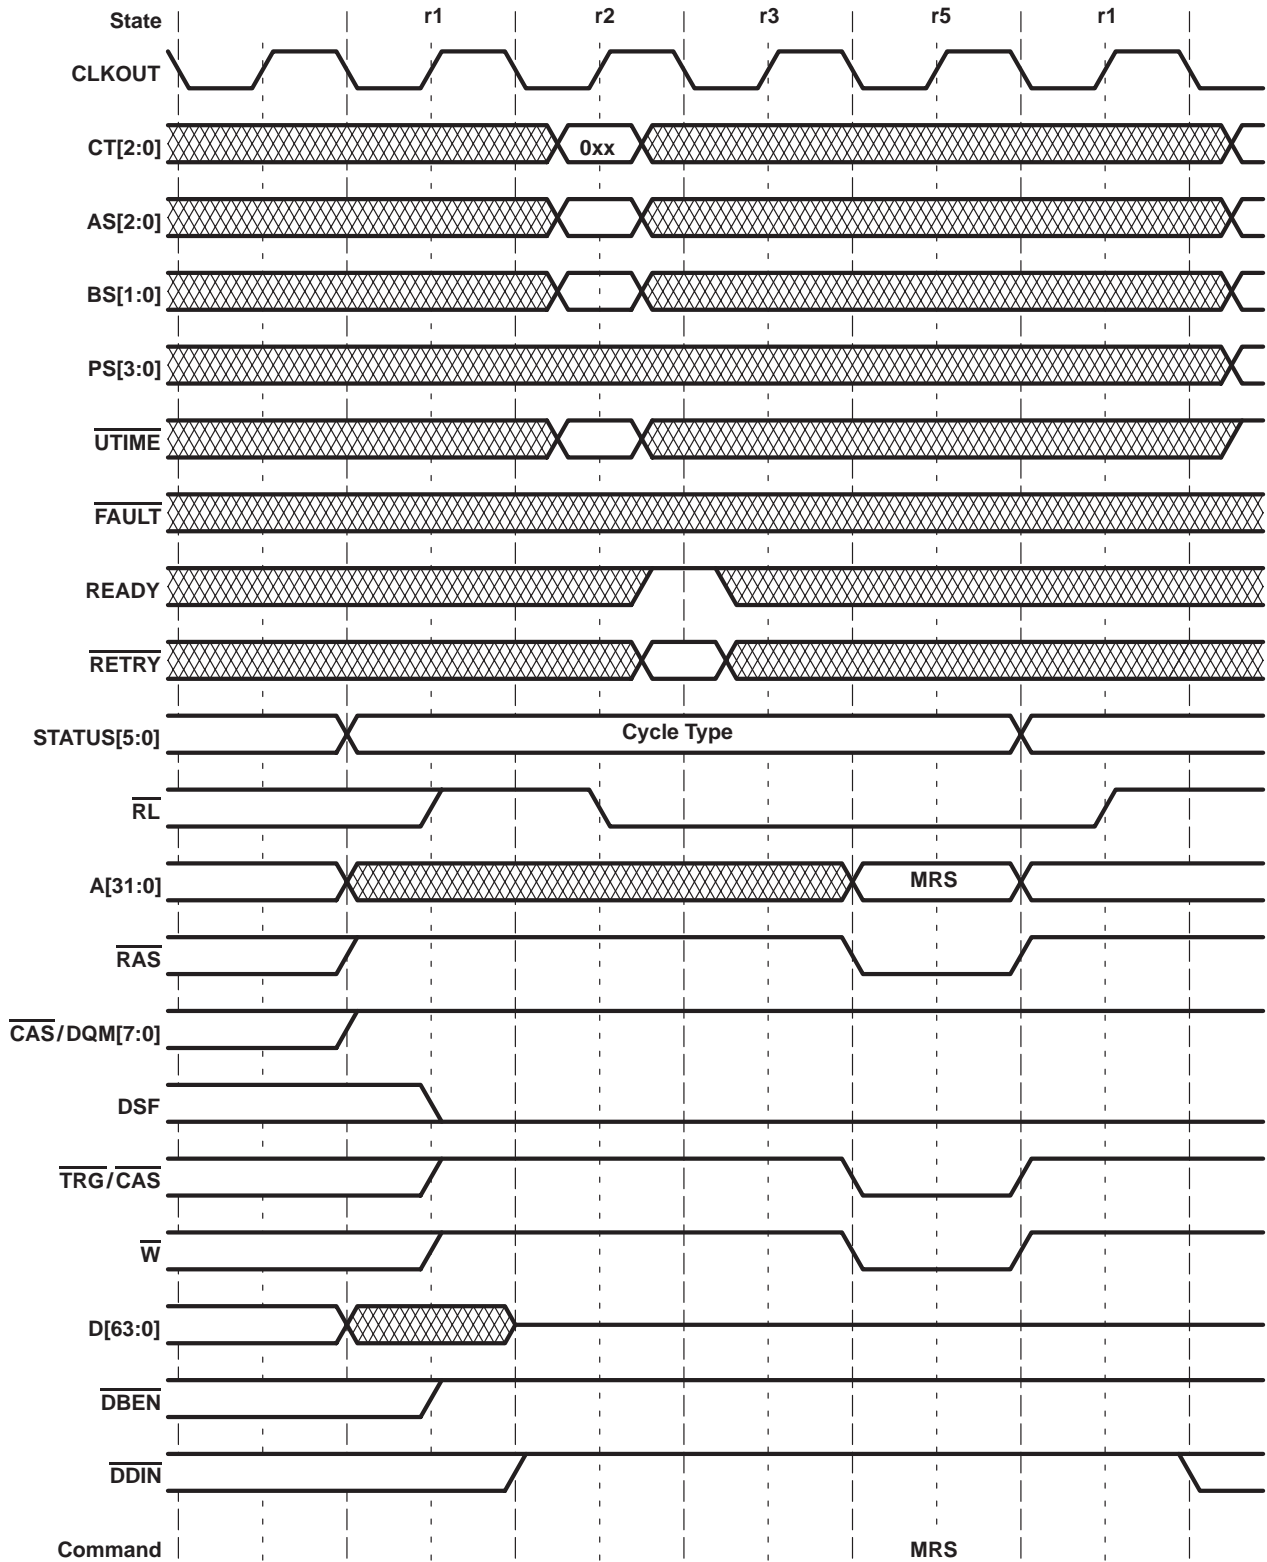 State r1 r2 r3 r5 r1
CLKOUT
CT[2:0] 0xx
AS[2:0]
BS[1:0]
PS[3:0]
UTIME
FAULT
READY
RETRY
STATUS[5:0] Cycle Type
RL
A[31:0] MRS
RAS
CAS/DQM[7:0]
DSF
TRG/CAS
W
D[63:0]
DBEN
DDIN
Command MRS